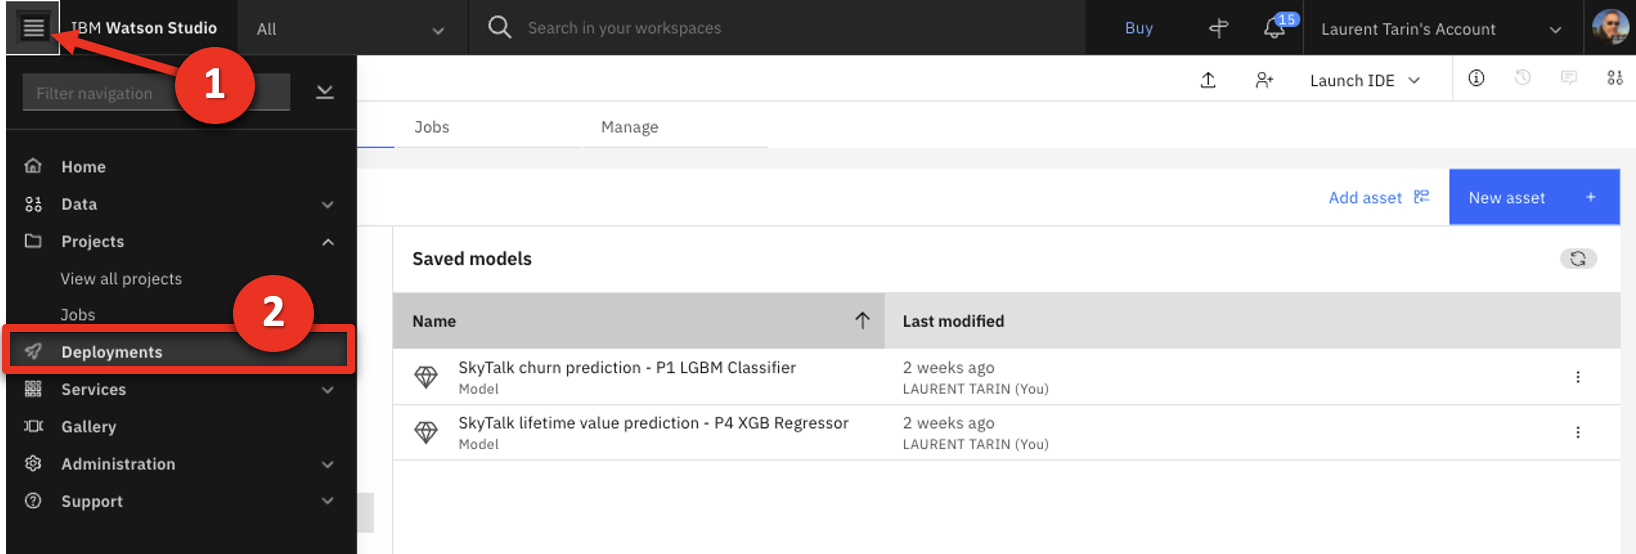 IBM Watson Studio
All
Search in your workspaces
Buy
15
Laurent Tarin's Account
1
Filter navigation
Launch IDE
Jobs
Manage
Home
Data
Projects
View all projects
Jobs
2
Deployments
Services
Gallery
Administration
Support
Add asset
New asset +
Saved models
Name
Last modified
SkyTalk churn prediction - P1 LGBM Classifier
Model
2 weeks ago
LAURENT TARIN (You)
SkyTalk lifetime value prediction - P4 XGB Regressor
Model
2 weeks ago
LAURENT TARIN (You)